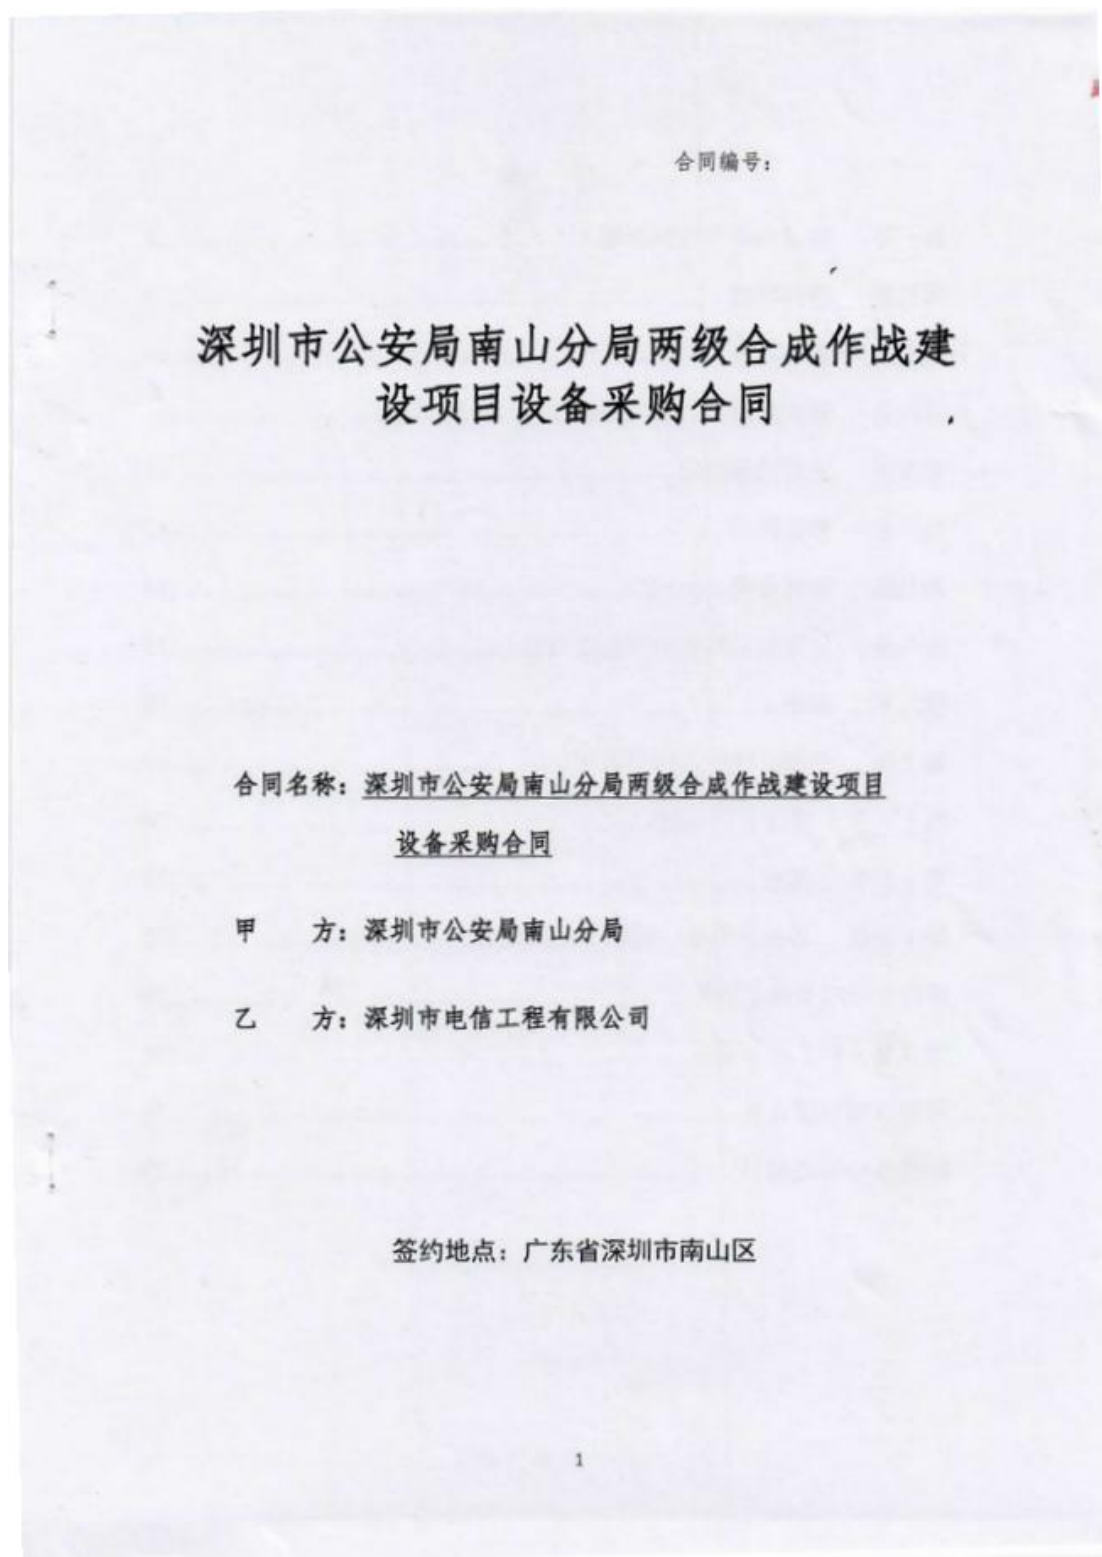 合同编号：
深圳市公安局南山分局两级合成作战建
设项目设备采购合同
合同名称：深圳市公安局南山分局两级合成作战建设项目
设备采购合同
甲　　方：深圳市公安局南山分局
乙　　方：深圳市电信工程有限公司
签约地点：广东省深圳市南山区
1